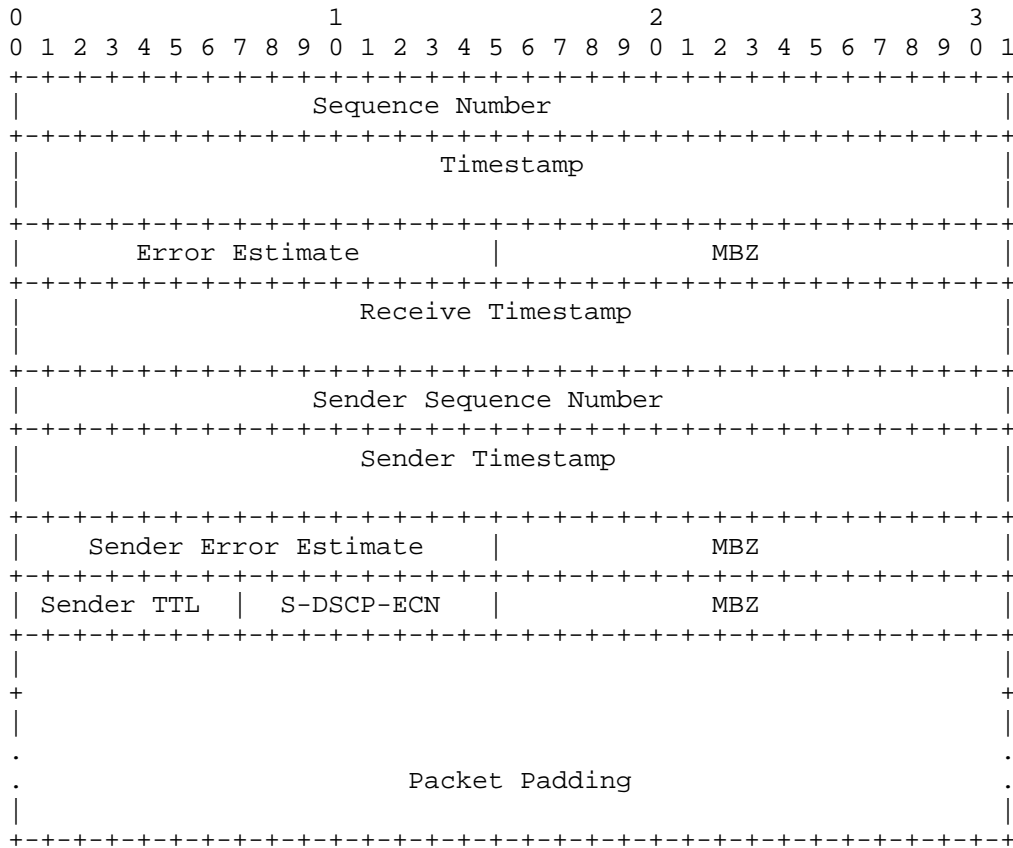 0                   1                   2                   3
0 1 2 3 4 5 6 7 8 9 0 1 2 3 4 5 6 7 8 9 0 1 2 3 4 5 6 7 8 9 0 1
+-+-+-+-+-+-+-+-+-+-+-+-+-+-+-+-+-+-+-+-+-+-+-+-+-+-+-+-+-+-+-+
|                  Sequence Number                            |
+-+-+-+-+-+-+-+-+-+-+-+-+-+-+-+-+-+-+-+-+-+-+-+-+-+-+-+-+-+-+-+
|                          Timestamp                          |
|                                                             |
+-+-+-+-+-+-+-+-+-+-+-+-+-+-+-+-+-+-+-+-+-+-+-+-+-+-+-+-+-+-+-+
|       Error Estimate        |             MBZ               |
+-+-+-+-+-+-+-+-+-+-+-+-+-+-+-+-+-+-+-+-+-+-+-+-+-+-+-+-+-+-+-+
|                     Receive Timestamp                       |
|                                                             |
+-+-+-+-+-+-+-+-+-+-+-+-+-+-+-+-+-+-+-+-+-+-+-+-+-+-+-+-+-+-+-+
|                  Sender Sequence Number                     |
+-+-+-+-+-+-+-+-+-+-+-+-+-+-+-+-+-+-+-+-+-+-+-+-+-+-+-+-+-+-+-+
|                     Sender Timestamp                        |
|                                                             |
+-+-+-+-+-+-+-+-+-+-+-+-+-+-+-+-+-+-+-+-+-+-+-+-+-+-+-+-+-+-+-+
|    Sender Error Estimate    |             MBZ               |
+-+-+-+-+-+-+-+-+-+-+-+-+-+-+-+-+-+-+-+-+-+-+-+-+-+-+-+-+-+-+-+
| Sender TTL  |  S-DSCP-ECN   |             MBZ               |
+-+-+-+-+-+-+-+-+-+-+-+-+-+-+-+-+-+-+-+-+-+-+-+-+-+-+-+-+-+-+-+
|                                                             |
+                                                             +
|                                                             |
.                                                             .
.                        Packet Padding                       .
|                                                             |
+-+-+-+-+-+-+-+-+-+-+-+-+-+-+-+-+-+-+-+-+-+-+-+-+-+-+-+-+-+-+-+